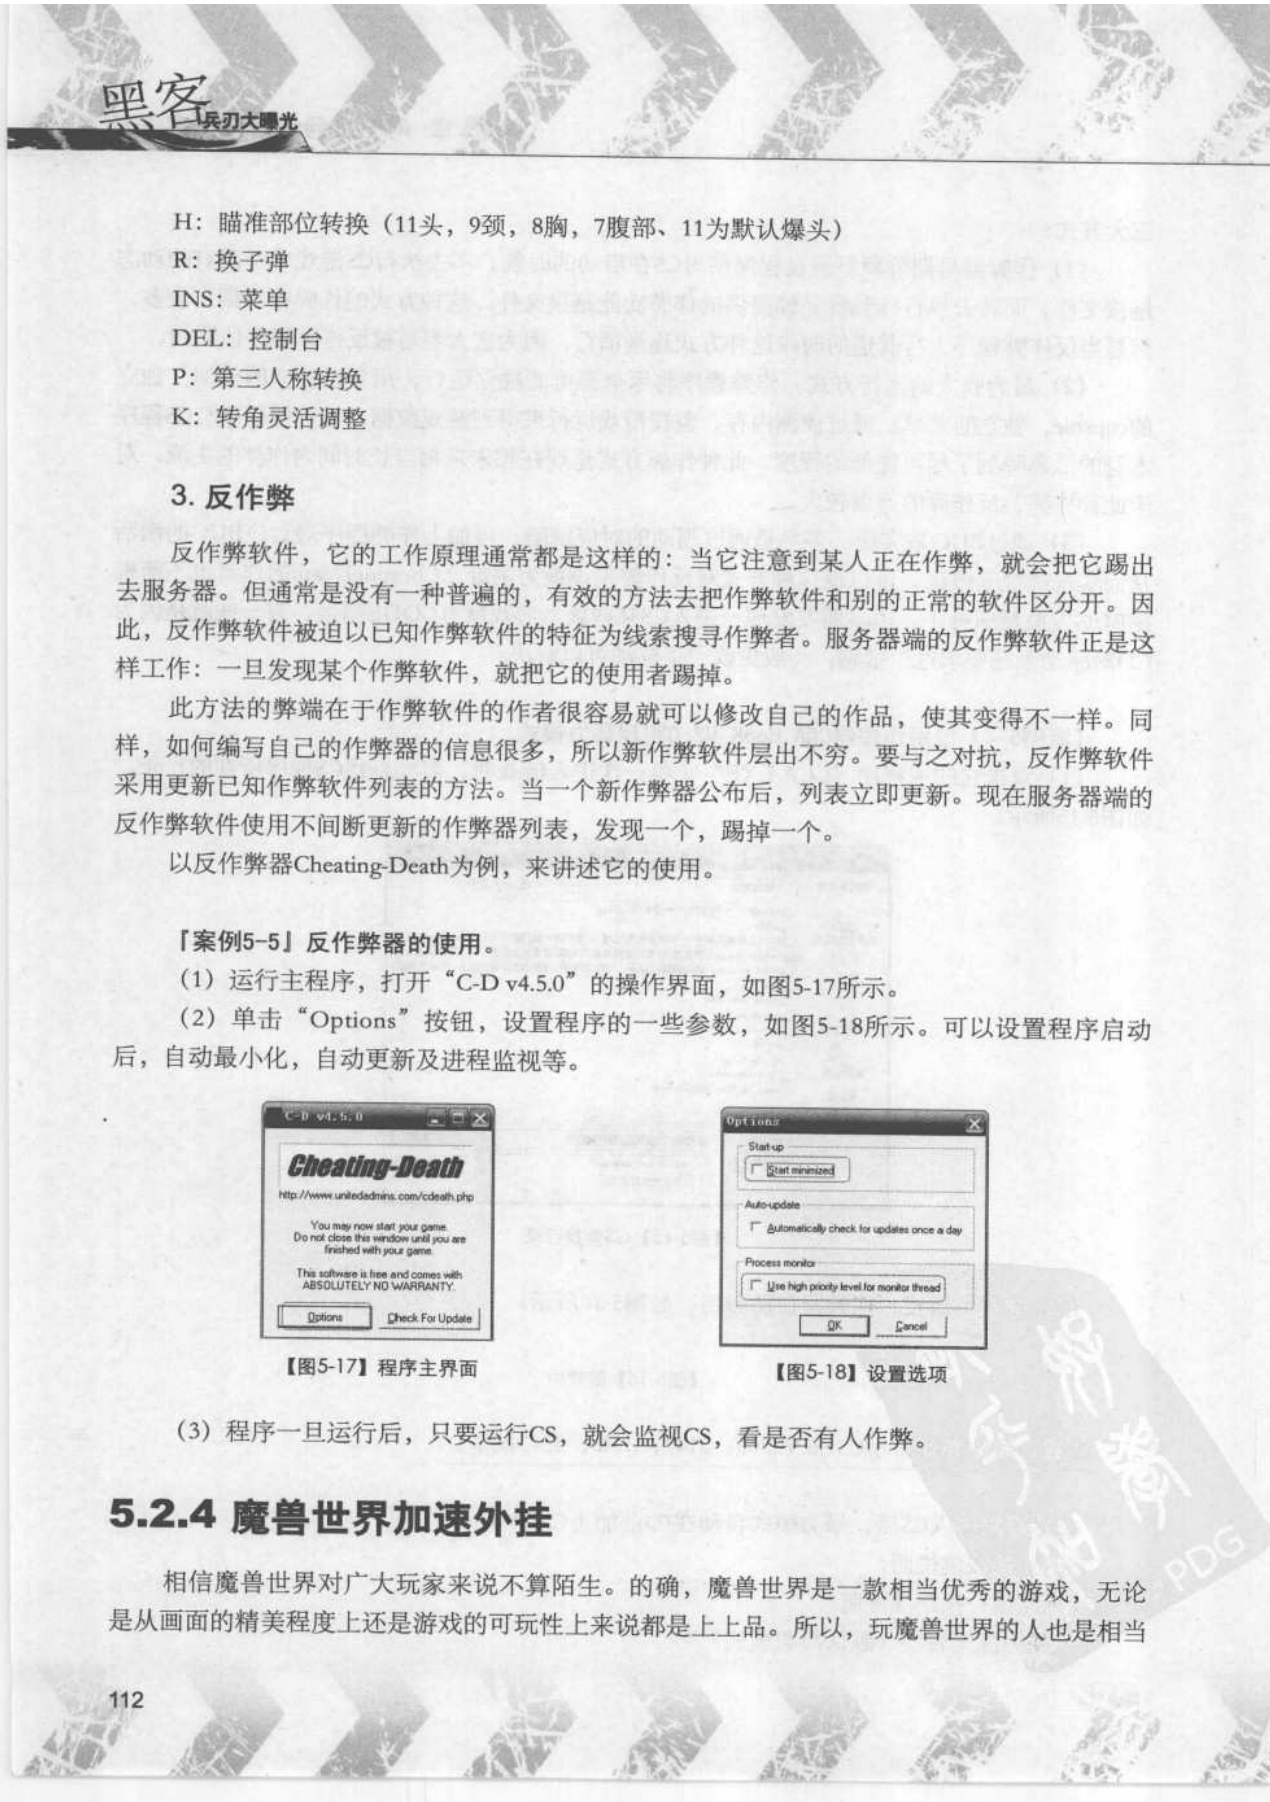 黑客兵刃大曝光
H：瞄准部位转换（11头，9颈，8胸，7腹部、11为默认爆头）
R：换子弹
INS：菜单
DEL：控制台
P：第三人称转换
K：转角灵活调整
3. 反作弊
反作弊软件，它的工作原理通常都是这样的：当它注意到某人正在作弊，就会把它踢出
去服务器。但通常是没有一种普遍的，有效的方法去把作弊软件和别的正常的软件区分开。因
此，反作弊软件被迫以已知作弊软件的特征为线索搜寻作弊者。服务器端的反作弊软件正是这
样工作：一旦发现某个作弊软件，就把它的使用者踢掉。
此方法的弊端在于作弊软件的作者很容易就可以修改自己的作品，使其变得不一样。同
样，如何编写自己的作弊器的信息很多，所以新作弊软件层出不穷。要与之对抗，反作弊软件
采用更新已知作弊软件列表的方法。当一个新作弊器公布后，列表立即更新。现在服务器端的
反作弊软件使用不间断更新的作弊器列表，发现一个，踢掉一个。
以反作弊器Cheating-Death为例，来讲述它的使用。
『案例5-5』反作弊器的使用。
（1）运行主程序，打开“C-D v4.5.0”的操作界面，如图5-17所示。
（2）单击“Options”按钮，设置程序的一些参数，如图5-18所示。可以设置程序启动
后，自动最小化，自动更新及进程监视等。
C-D v4.5.0
Cheating-Death
http://www.unitedadmins.com/cdeath.php
You may now start your game.
Do not close this window until you are
finished with your game.
This software is free and comes with
ABSOLUTELY NO WARRANTY.
Options
Check For Update
【图5-17】程序主界面
Options
Start-up
Start minimized
Auto-update
Automatically check for updates once a day
Process monitor
Use high priority level for monitor thread
OK
Cancel
【图5-18】设置选项
（3）程序一旦运行后，只要运行CS，就会监视CS，看是否有人作弊。
5.2.4 魔兽世界加速外挂
相信魔兽世界对广大玩家来说不算陌生。的确，魔兽世界是一款相当优秀的游戏，无论
是从画面的精美程度上还是游戏的可玩性上来说都是上上品。所以，玩魔兽世界的人也是相当
PDG
112